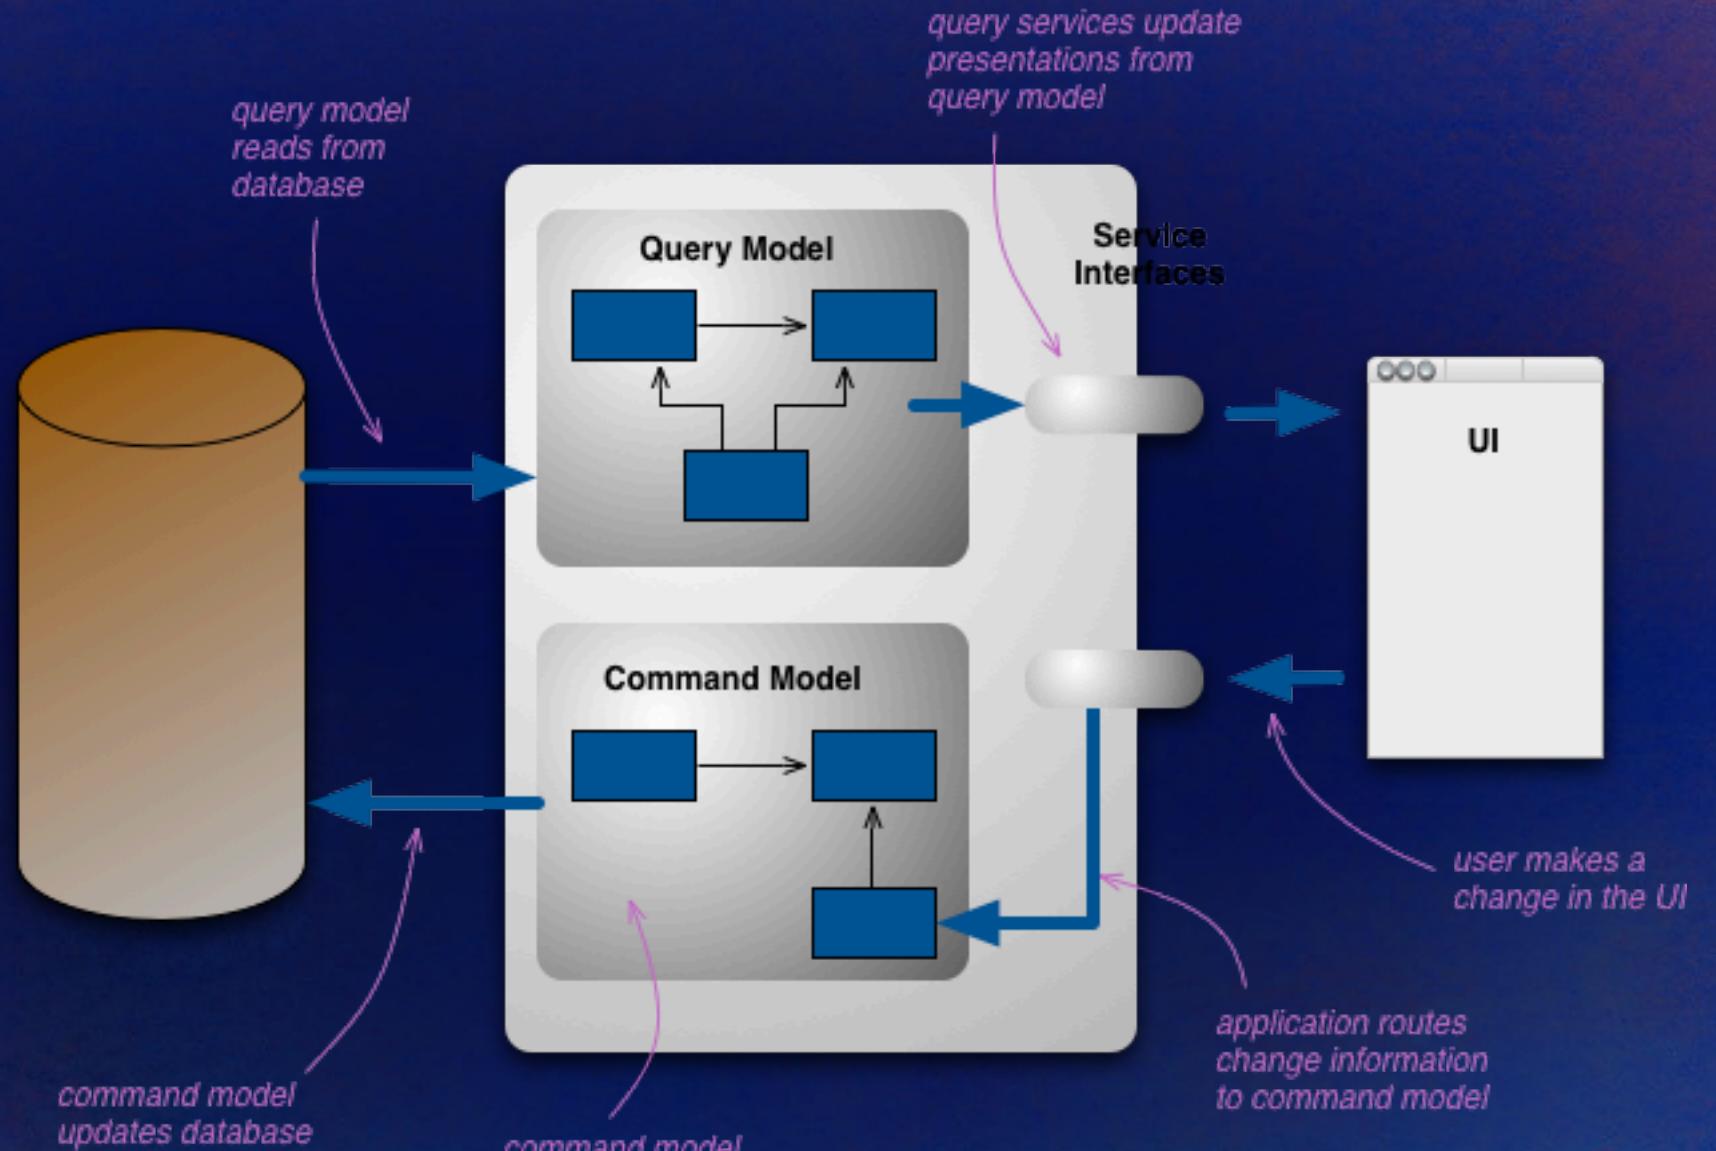 query services update
presentations from
query model
query model
reads from
database
Query Model
Service
Interfaces
UI
Command Model
user makes a
change in the UI
application routes
change information
to command model
command model
updates database
command model